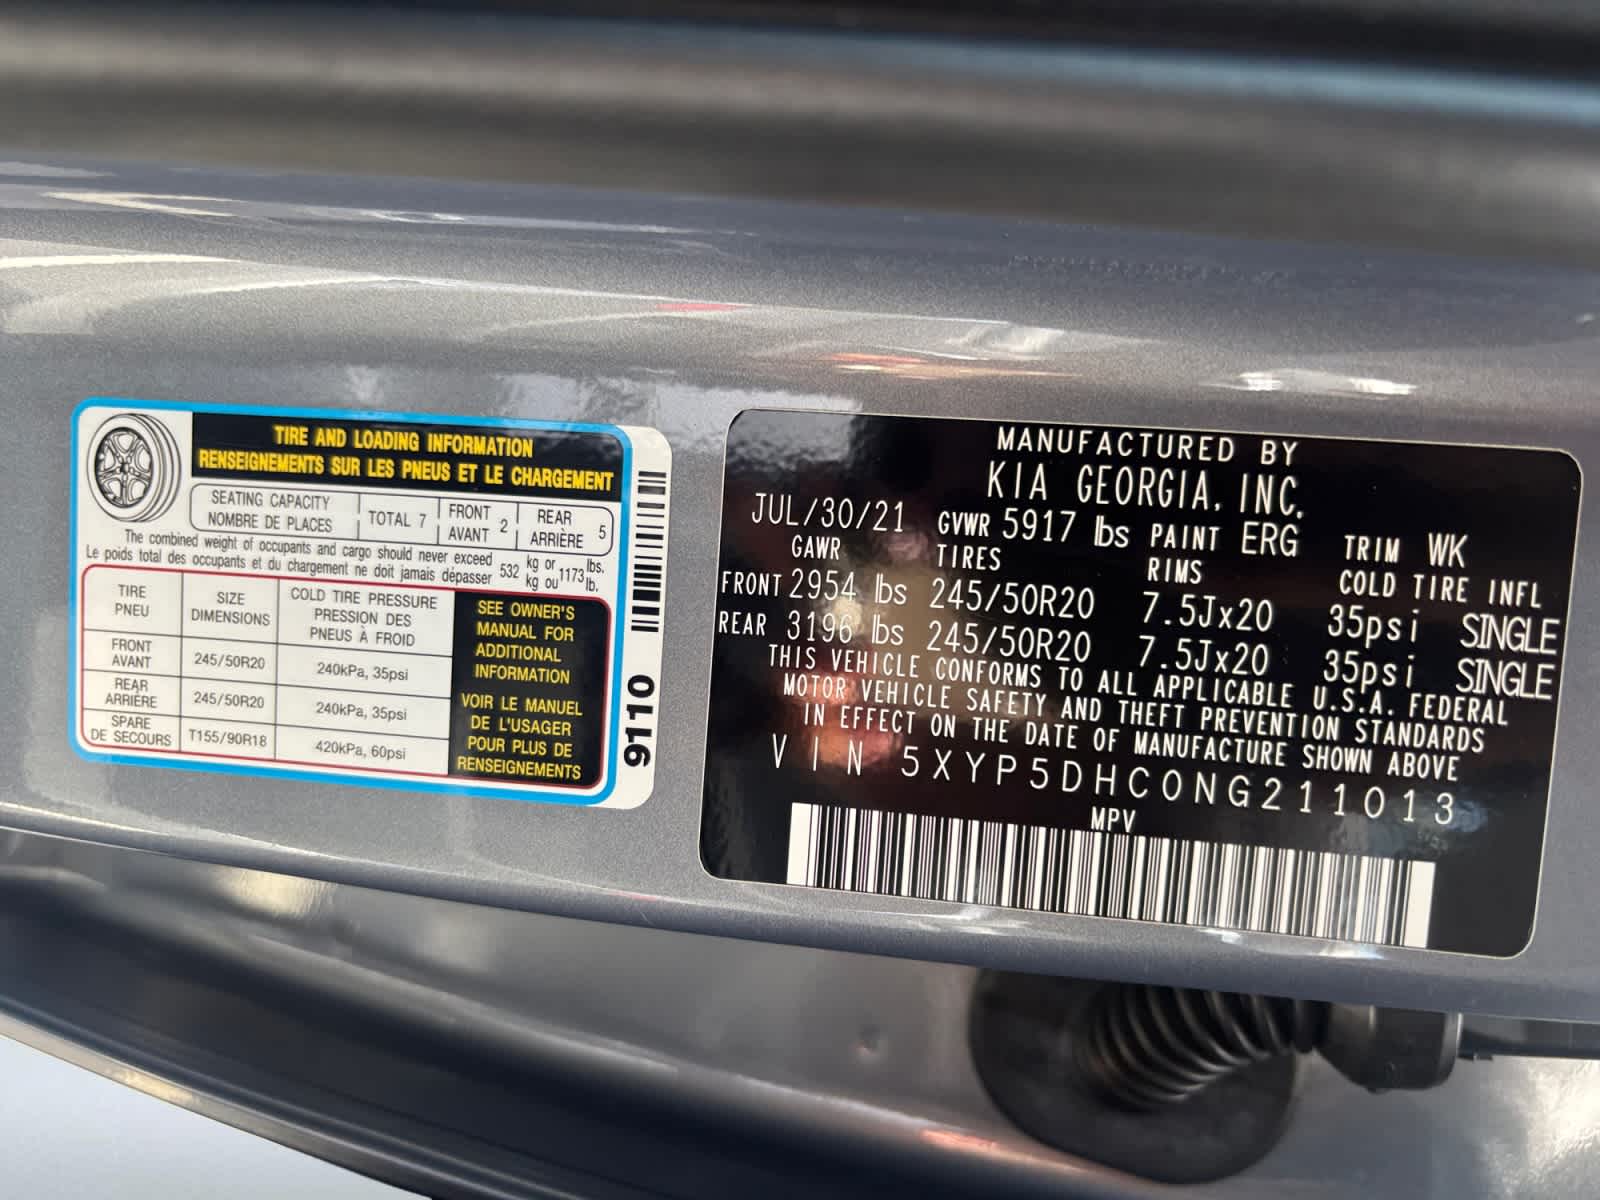 TIRE AND LOADING INFORMATION
RENSEIGNEMENTS SUR LES PNEUS ET LE CHARGEMENT
SEATING CAPACITY
NOMBRE DE PLACES
TOTAL 7
FRONT
AVANT 2
REAR
ARRIÈRE 5
The combined weight of occupants and cargo should never exceed 532 kg or 1173 lbs.
Le poids total des occupants et du chargement ne doit jamais dépasser kg ou lb.
TIRE
PNEU
SIZE
DIMENSIONS
COLD TIRE PRESSURE
PRESSION DES
PNEUS À FROID
FRONT
AVANT
245/50R20
240kPa, 35psi
REAR
ARRIÈRE
245/50R20
240kPa, 35psi
SPARE
DE SECOURS
T155/90R18
420kPa, 60psi
SEE OWNER'S
MANUAL FOR
ADDITIONAL
INFORMATION
VOIR LE MANUEL
DE L'USAGER
POUR PLUS DE
RENSEIGNEMENTS
9110
MANUFACTURED BY
KIA GEORGIA, INC.
JUL/30/21 GVWR 5917 lbs PAINT ERG TRIM WK
GAWR TIRES RIMS COLD TIRE INFL
FRONT 2954 lbs 245/50R20 7.5Jx20 35psi SINGLE
REAR 3196 lbs 245/50R20 7.5Jx20 35psi SINGLE
THIS VEHICLE CONFORMS TO ALL APPLICABLE U.S.A. FEDERAL
MOTOR VEHICLE SAFETY AND THEFT PREVENTION STANDARDS
IN EFFECT ON THE DATE OF MANUFACTURE SHOWN ABOVE
VIN 5XYP5DHC0NG211013
MPV